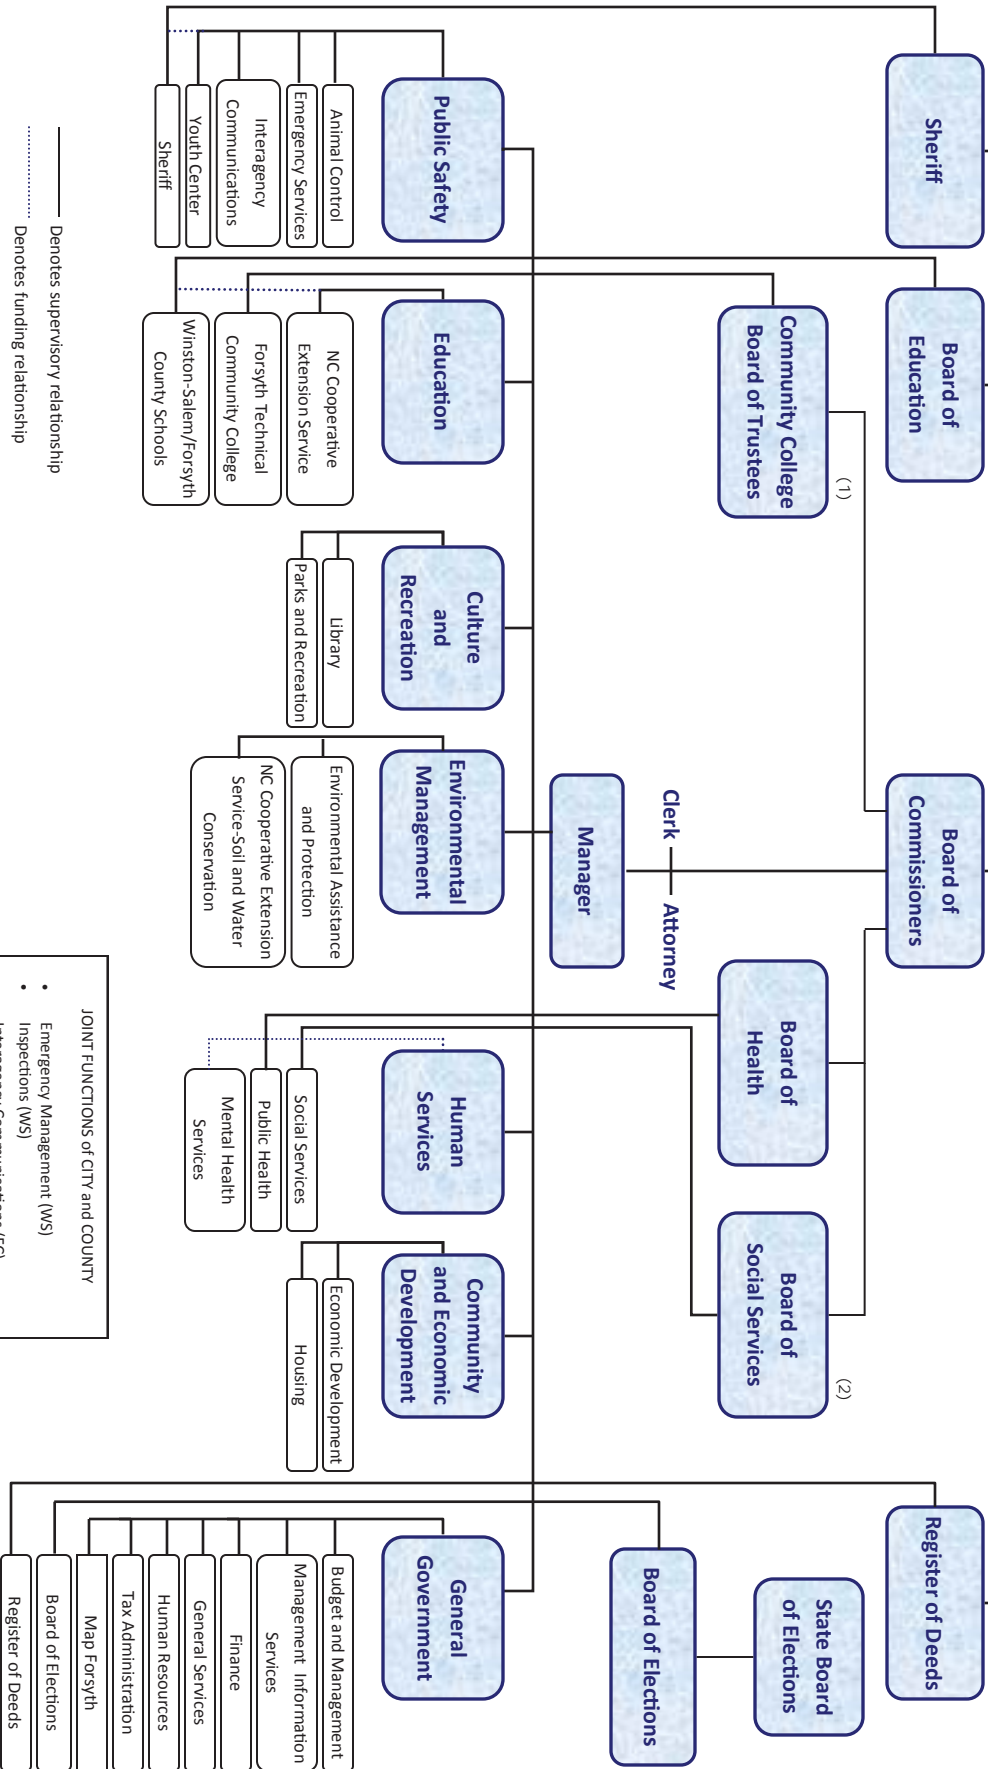 Sheriff
Board of
Education
Board of
Commissioners
Register of Deeds
Community College
Board of Trustees
(1)
Board of
Health
Board of
Social Services
(2)
State Board
of Elections
Board of Elections
Clerk
Attorney
Manager
Public Safety
Education
Culture
and
Recreation
Environmental
Management
Human
Services
Community
and Economic
Development
General
Government
Animal Control
Emergency Services
Interagency
Communications
Youth Center
Sheriff
NC Cooperative
Extension Service
Forsyth Technical
Community College
Winston-Salem/Forsyth
County Schools
Library
Parks and Recreation
Environmental Assistance
and Protection
NC Cooperative Extension
Service-Soil and Water
Conservation
Social Services
Public Health
Mental Health
Services
Economic Development
Housing
Budget and Management
Management Information
Services
Finance
General Services
Human Resources
Tax Administration
Map Forsyth
Board of Elections
Register of Deeds
Denotes supervisory relationship
Denotes funding relationship
JOINT FUNCTIONS of CITY and COUNTY
• Emergency Management (WS)
• Inspections (WS)